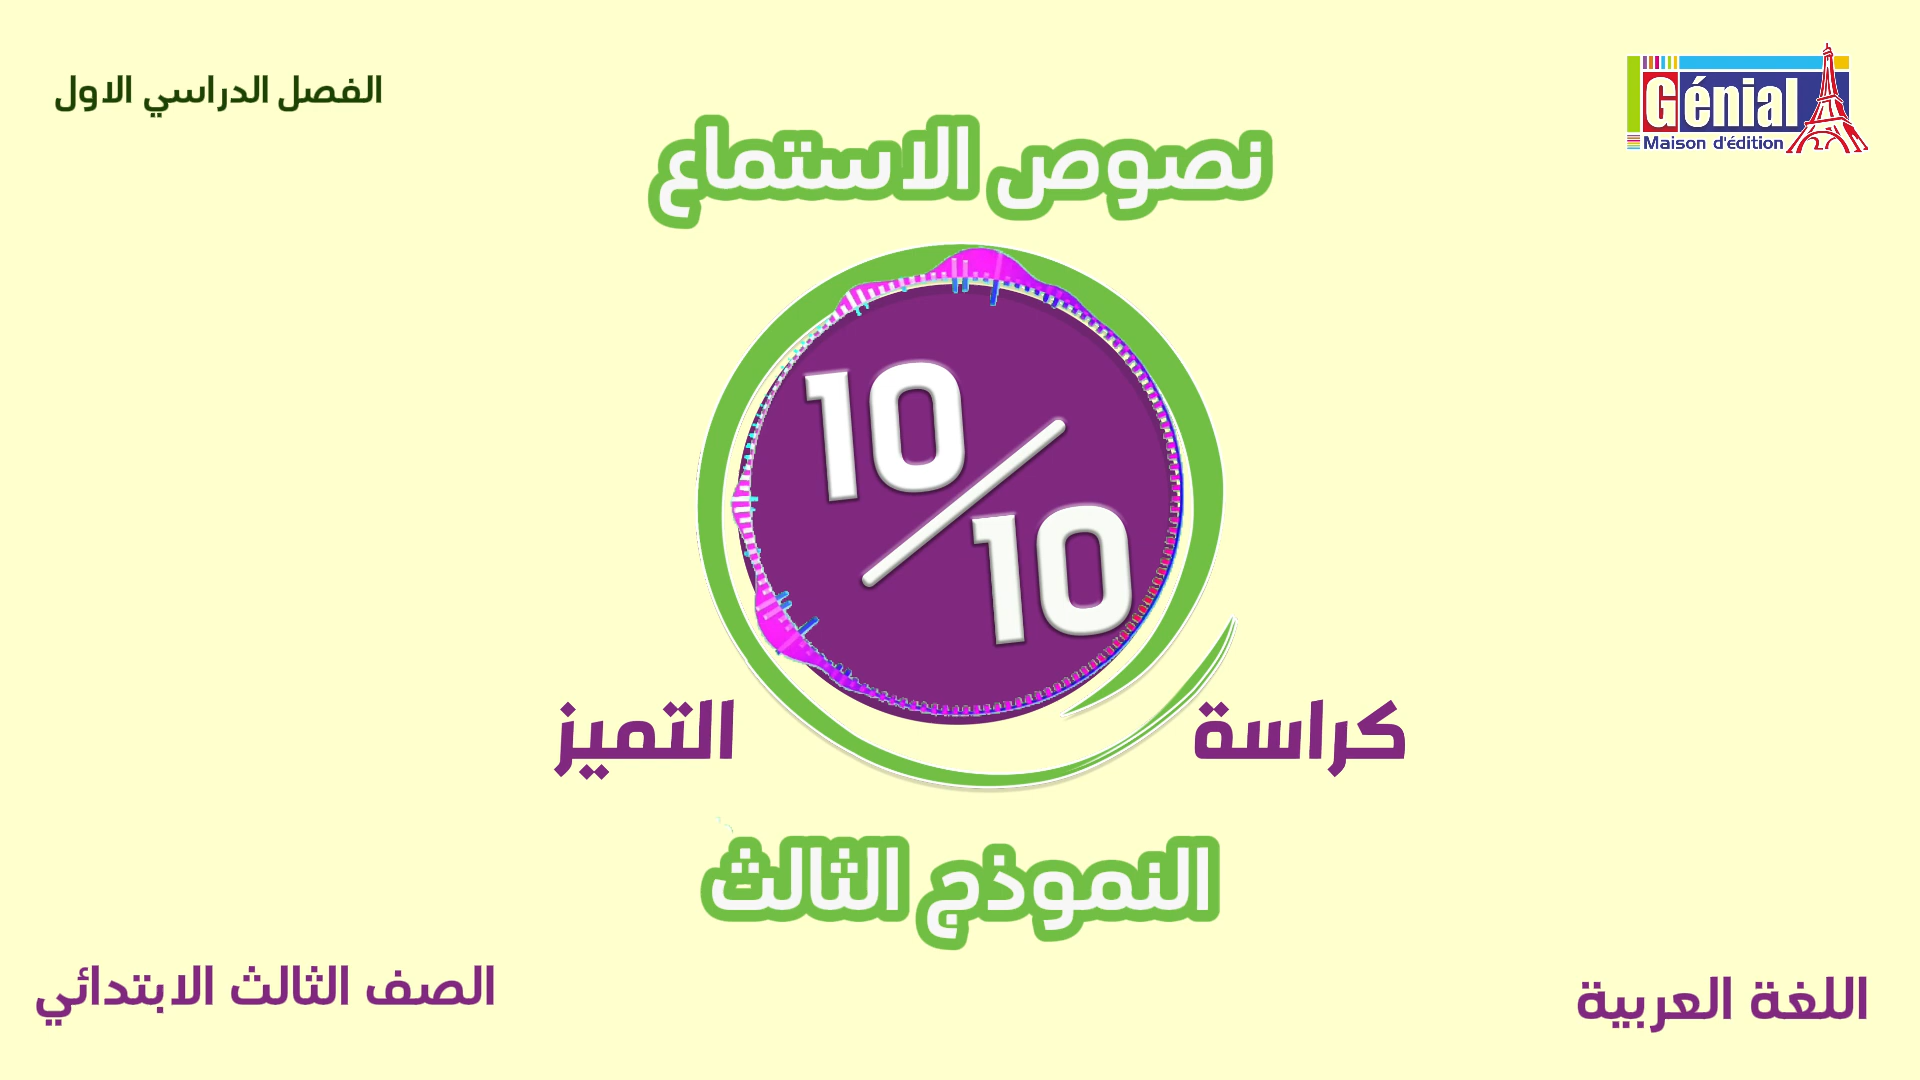 الفصل الدراسي الاول
Génial
Maison d'édition
نصوص الاستماع
10/10
كراسة التميز
النموذج الثالث
اللغة العربية
الصف الثالث الابتدائي